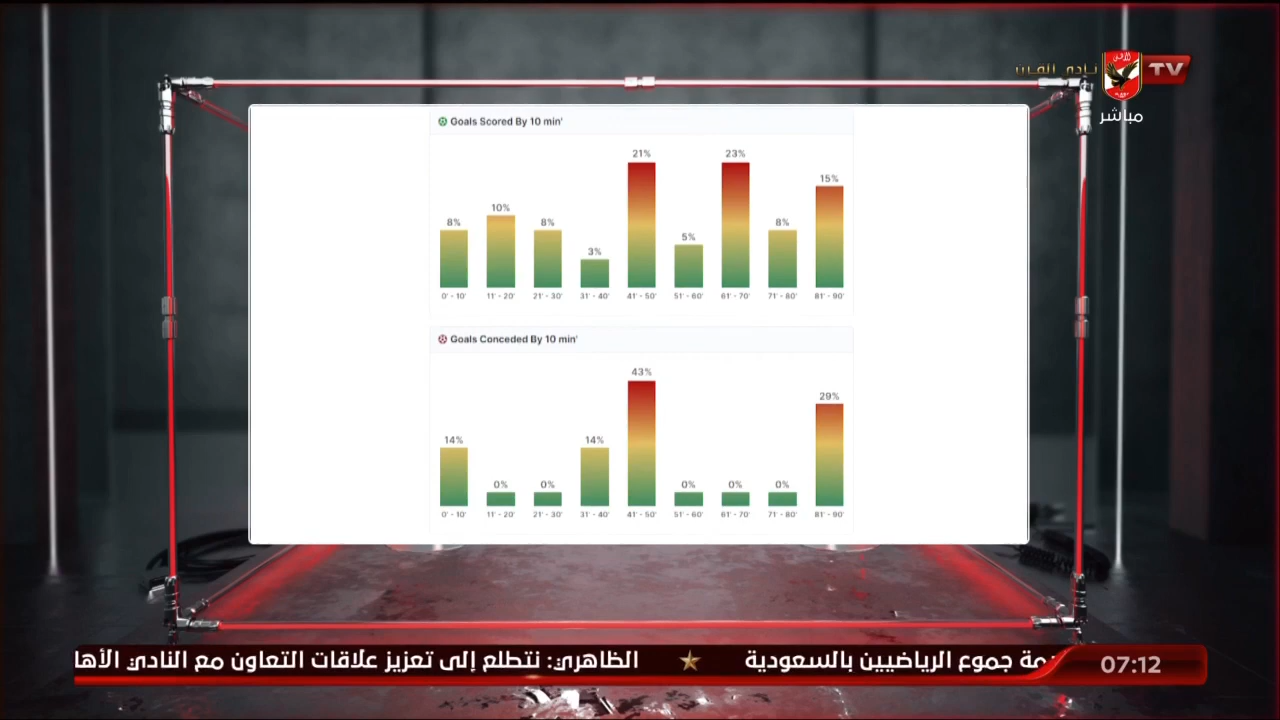 نادي القرن
TV
مباشر
Goals Scored By 10 min'
8% 10% 8% 3% 21% 5% 23% 8% 15%
0' - 10' 11' - 20' 21' - 30' 31' - 40' 41' - 50' 51' - 60' 61' - 70' 71' - 80' 81' - 90'
Goals Conceded By 10 min'
14% 0% 0% 14% 43% 0% 0% 0% 29%
0' - 10' 11' - 20' 21' - 30' 31' - 40' 41' - 50' 51' - 60' 61' - 70' 71' - 80' 81' - 90'
جموع الرياضيين بالسعودية ★ الظاهري: نتطلع إلى تعزيز علاقات التعاون مع النادي
07:12